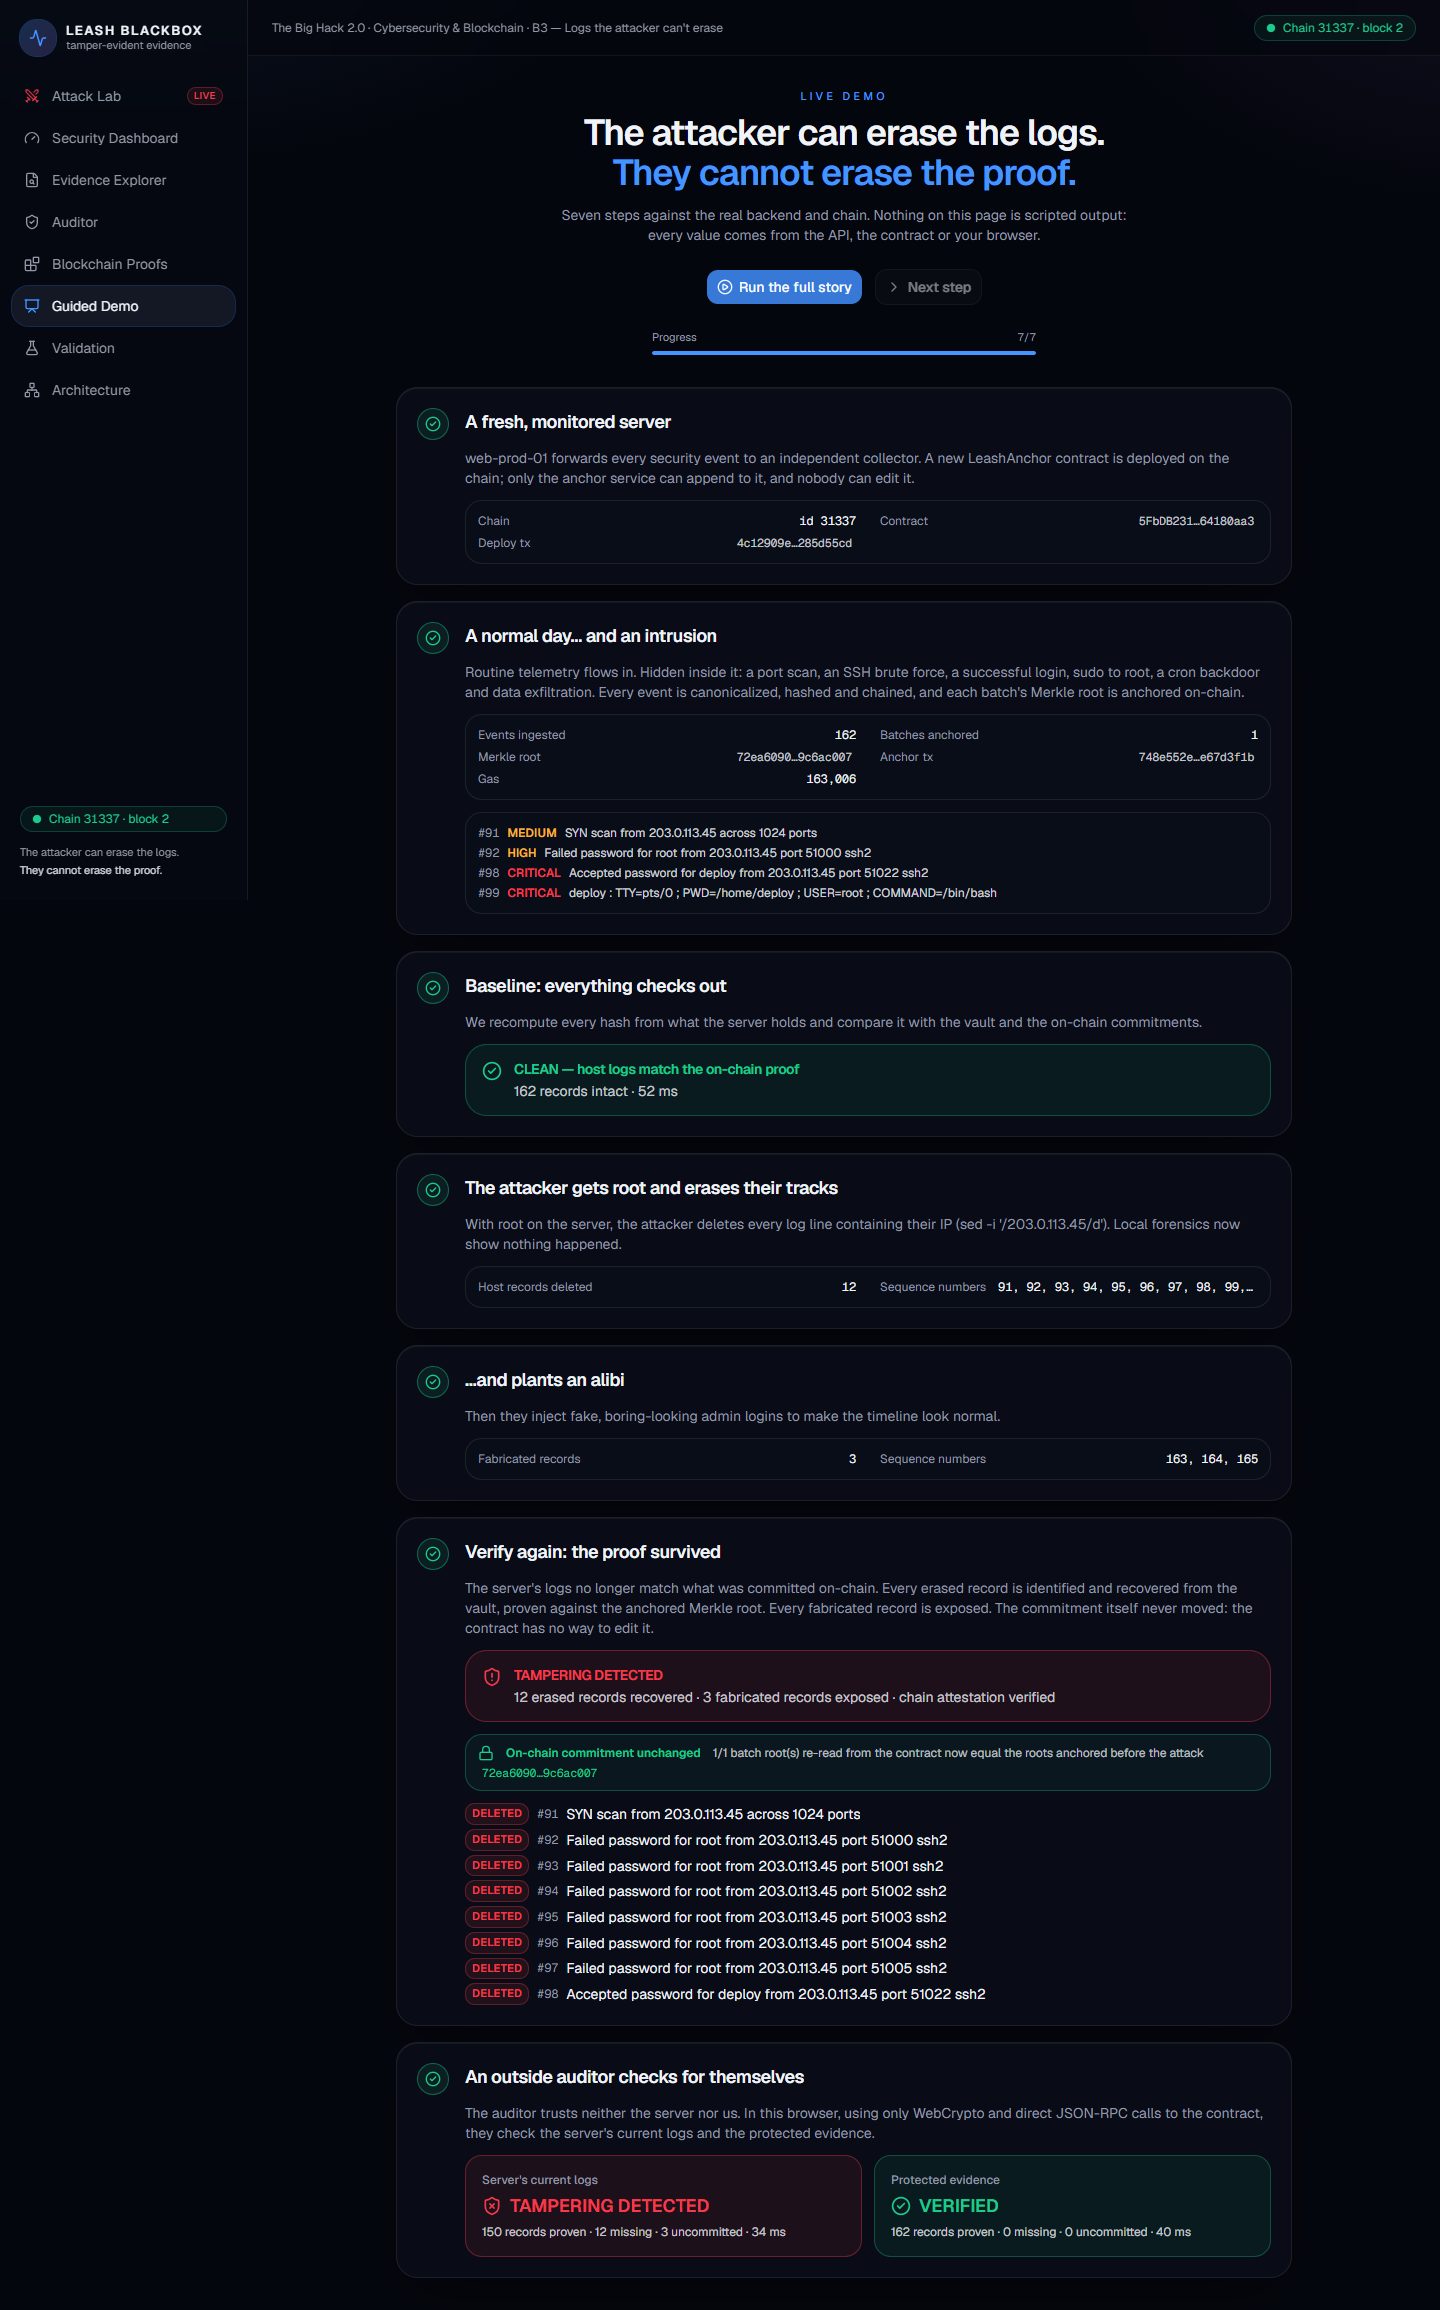 LEASH BLACKBOX
tamper-evident evidence
Attack Lab
LIVE
Security Dashboard
Evidence Explorer
Auditor
Blockchain Proofs
Guided Demo
Validation
Architecture
Chain 31337 · block 2
The attacker can erase the logs.
They cannot erase the proof.
The Big Hack 2.0 · Cybersecurity & Blockchain · B3 — Logs the attacker can't erase
Chain 31337 · block 2
LIVE DEMO
The attacker can erase the logs.
They cannot erase the proof.
Seven steps against the real backend and chain. Nothing on this page is scripted output:
every value comes from the API, the contract or your browser.
Run the full story
Next step
Progress 7/7
A fresh, monitored server
web-prod-01 forwards every security event to an independent collector. A new LeashAnchor contract is deployed on the
chain; only the anchor service can append to it, and nobody can edit it.
Chain id 31337 Contract 5FbDB231…64180aa3
Deploy tx 4c12909e…285d55cd
A normal day… and an intrusion
Routine telemetry flows in. Hidden inside it: a port scan, an SSH brute force, a successful login, sudo to root, a cron backdoor
and data exfiltration. Every event is canonicalized, hashed and chained, and each batch's Merkle root is anchored on-chain.
Events ingested 162 Batches anchored 1
Merkle root 72ea6090…9c6ac007 Anchor tx 748e552e…e67d3f1b
Gas 163,006
#91 MEDIUM SYN scan from 203.0.113.45 across 1024 ports
#92 HIGH Failed password for root from 203.0.113.45 port 51000 ssh2
#98 CRITICAL Accepted password for deploy from 203.0.113.45 port 51022 ssh2
#99 CRITICAL deploy : TTY=pts/0 ; PWD=/home/deploy ; USER=root ; COMMAND=/bin/bash
Baseline: everything checks out
We recompute every hash from what the server holds and compare it with the vault and the on-chain commitments.
CLEAN — host logs match the on-chain proof
162 records intact · 52 ms
The attacker gets root and erases their tracks
With root on the server, the attacker deletes every log line containing their IP (sed -i '/203.0.113.45/d'). Local forensics now
show nothing happened.
Host records deleted 12 Sequence numbers 91, 92, 93, 94, 95, 96, 97, 98, 99,…
…and plants an alibi
Then they inject fake, boring-looking admin logins to make the timeline look normal.
Fabricated records 3 Sequence numbers 163, 164, 165
Verify again: the proof survived
The server's logs no longer match what was committed on-chain. Every erased record is identified and recovered from the
vault, proven against the anchored Merkle root. Every fabricated record is exposed. The commitment itself never moved: the
contract has no way to edit it.
TAMPERING DETECTED
12 erased records recovered · 3 fabricated records exposed · chain attestation verified
On-chain commitment unchanged 1/1 batch root(s) re-read from the contract now equal the roots anchored before the attack
72ea6090…9c6ac007
DELETED #91 SYN scan from 203.0.113.45 across 1024 ports
DELETED #92 Failed password for root from 203.0.113.45 port 51000 ssh2
DELETED #93 Failed password for root from 203.0.113.45 port 51001 ssh2
DELETED #94 Failed password for root from 203.0.113.45 port 51002 ssh2
DELETED #95 Failed password for root from 203.0.113.45 port 51003 ssh2
DELETED #96 Failed password for root from 203.0.113.45 port 51004 ssh2
DELETED #97 Failed password for root from 203.0.113.45 port 51005 ssh2
DELETED #98 Accepted password for deploy from 203.0.113.45 port 51022 ssh2
An outside auditor checks for themselves
The auditor trusts neither the server nor us. In this browser, using only WebCrypto and direct JSON-RPC calls to the contract,
they check the server's current logs and the protected evidence.
Server's current logs
TAMPERING DETECTED
150 records proven · 12 missing · 3 uncommitted · 34 ms
Protected evidence
VERIFIED
162 records proven · 0 missing · 0 uncommitted · 40 ms